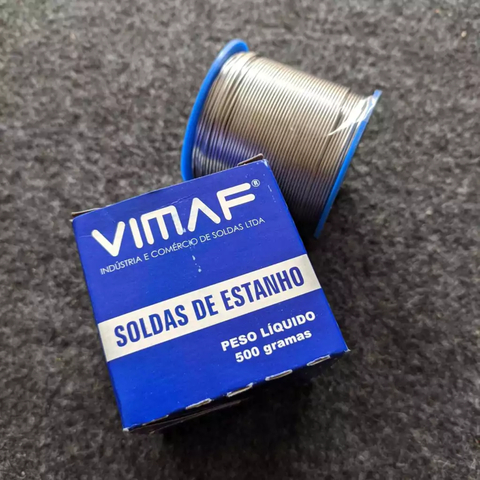 VIMAF®
INDÚSTRIA E COMÉRCIO DE SOLDAS LTDA
SOLDAS DE ESTANHO
PESO LÍQUIDO
500 gramas